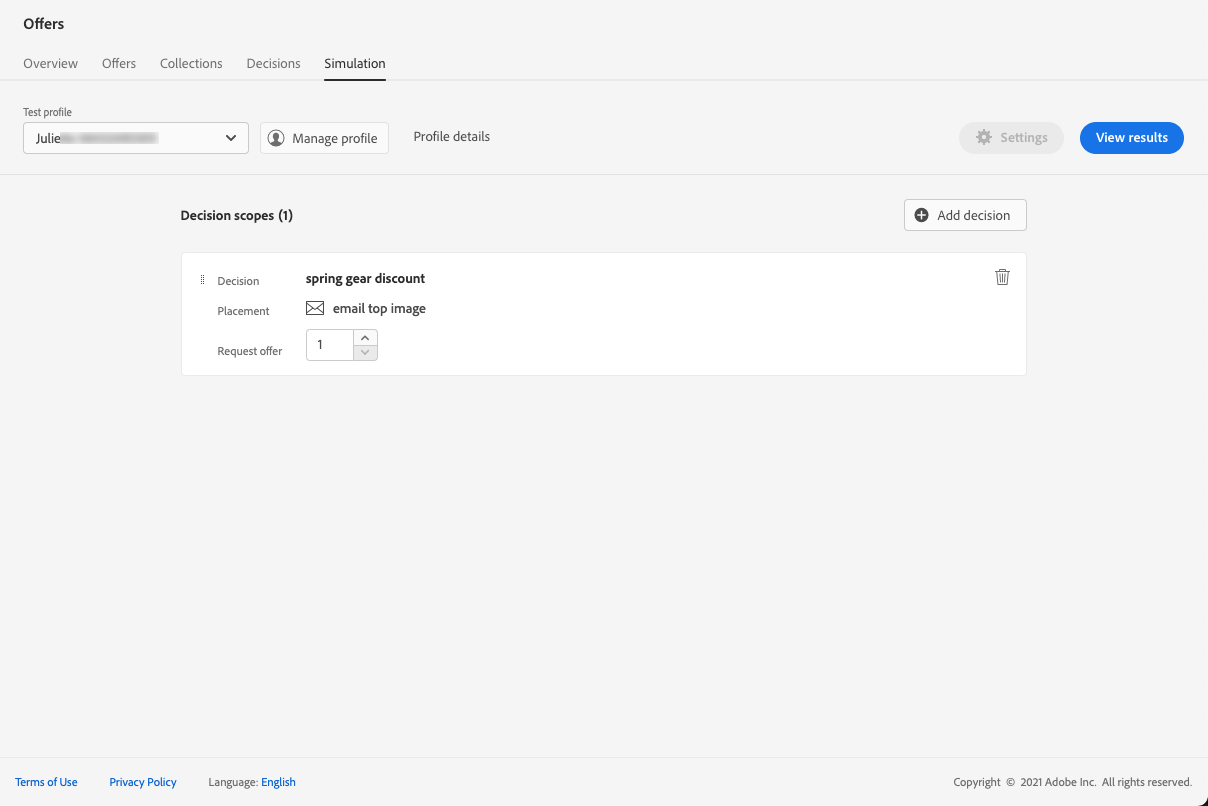 Offers
Overview Offers Collections Decisions Simulation
Test profile
Julie
Manage profile
Profile details
Settings
View results
Decision scopes (1)
Add decision
Decision spring gear discount
Placement email top image
Request offer 1
Terms of Use Privacy Policy Language: English
Copyright © 2021 Adobe Inc. All rights reserved.